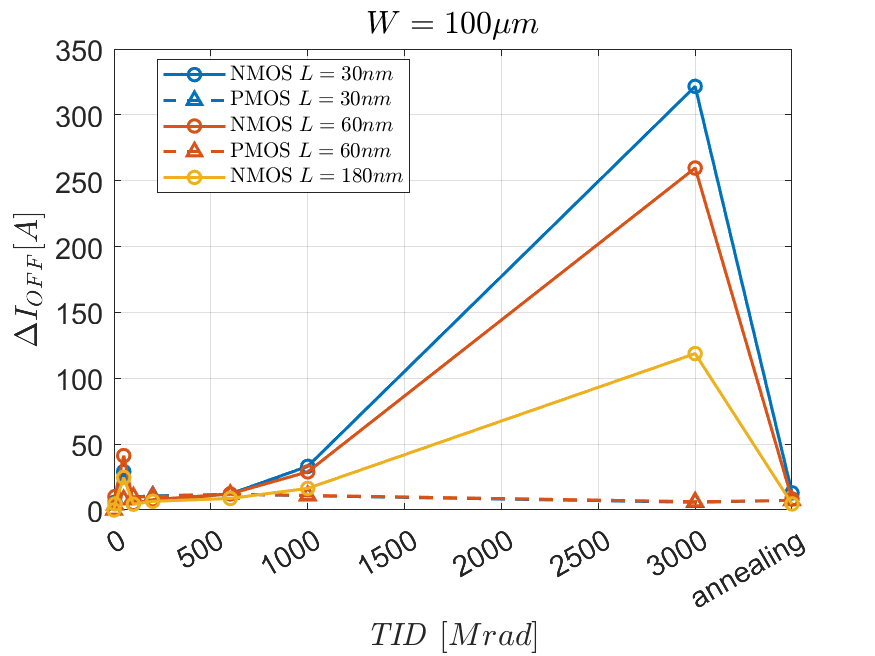 W = 100μm
350
300
250
200
150
100
50
0
ΔI_OFF [A]
NMOS L = 30nm
PMOS L = 30nm
NMOS L = 60nm
PMOS L = 60nm
NMOS L = 180nm
0
500
1000
1500
2000
2500
3000
annealing
TID [Mrad]